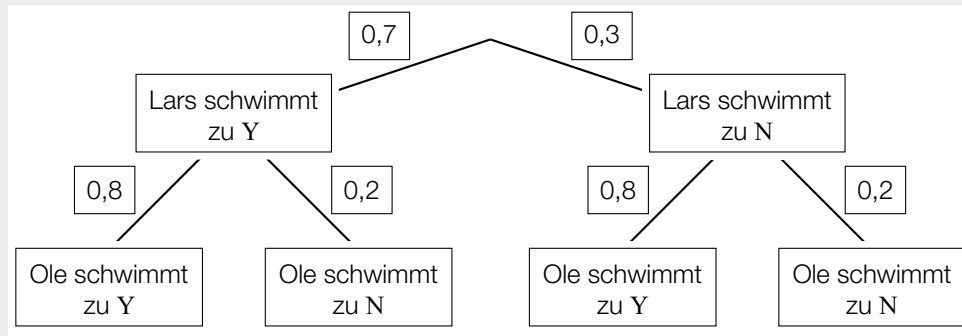 0,7
0,3
Lars schwimmt
zu Y
Lars schwimmt
zu N
0,8
0,2
0,8
0,2
Ole schwimmt
zu Y
Ole schwimmt
zu N
Ole schwimmt
zu Y
Ole schwimmt
zu N